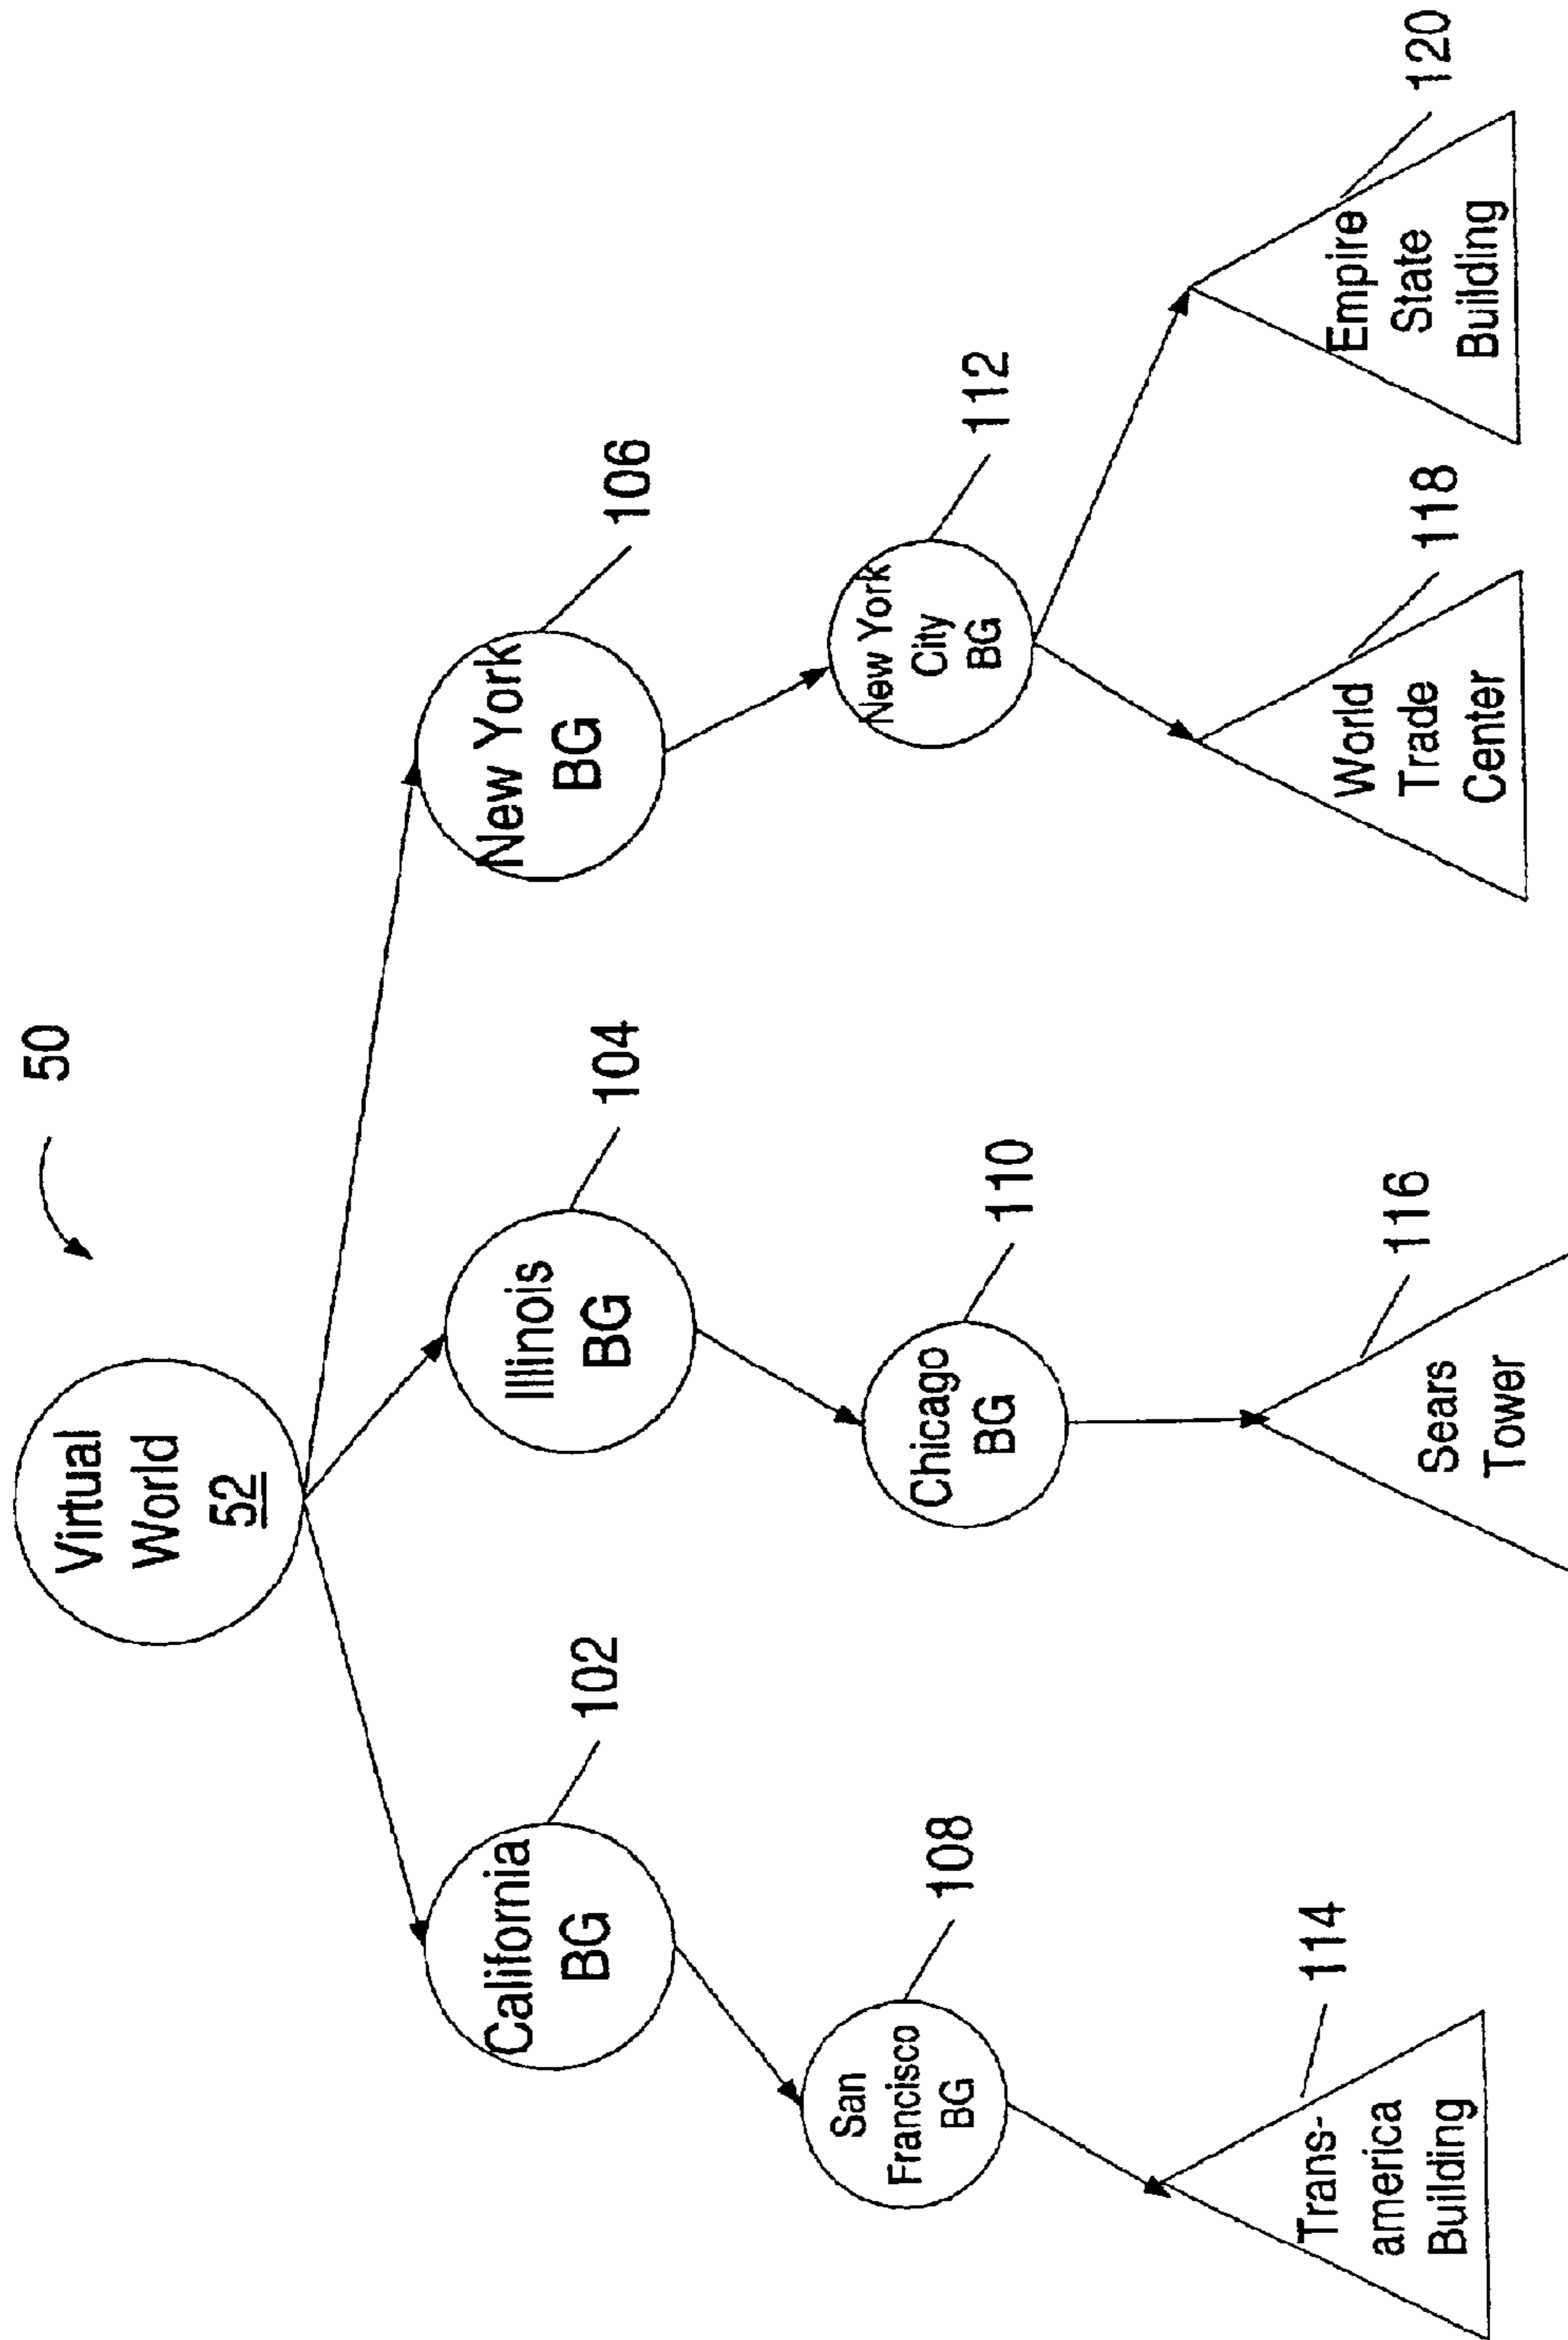 50
Virtual
World
52
California
BG
102
Illinois
BG
104
New York
BG
106
San
Francisco
BG
108
Chicago
BG
110
New York
City
BG
112
Trans-
america
Building
114
Sears
Tower
116
World
Trade
Center
118
Empire
State
Building
120